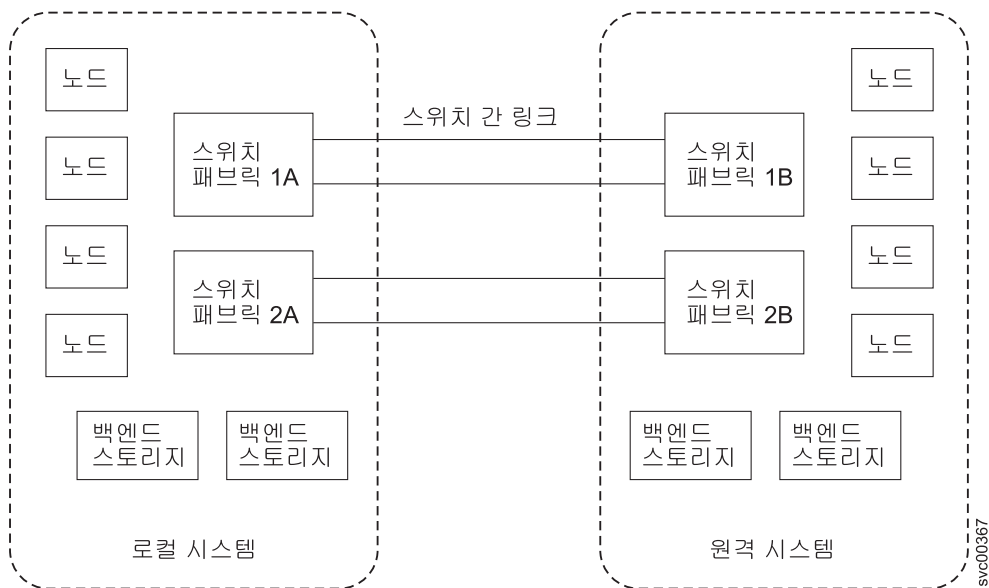 노드
노드
노드
노드
스위치
패브릭 1A
스위치
패브릭 2A
백엔드
스토리지
백엔드
스토리지
로컬 시스템
스위치 간 링크
스위치
패브릭 1B
스위치
패브릭 2B
노드
노드
노드
노드
백엔드
스토리지
백엔드
스토리지
원격 시스템
svc00367